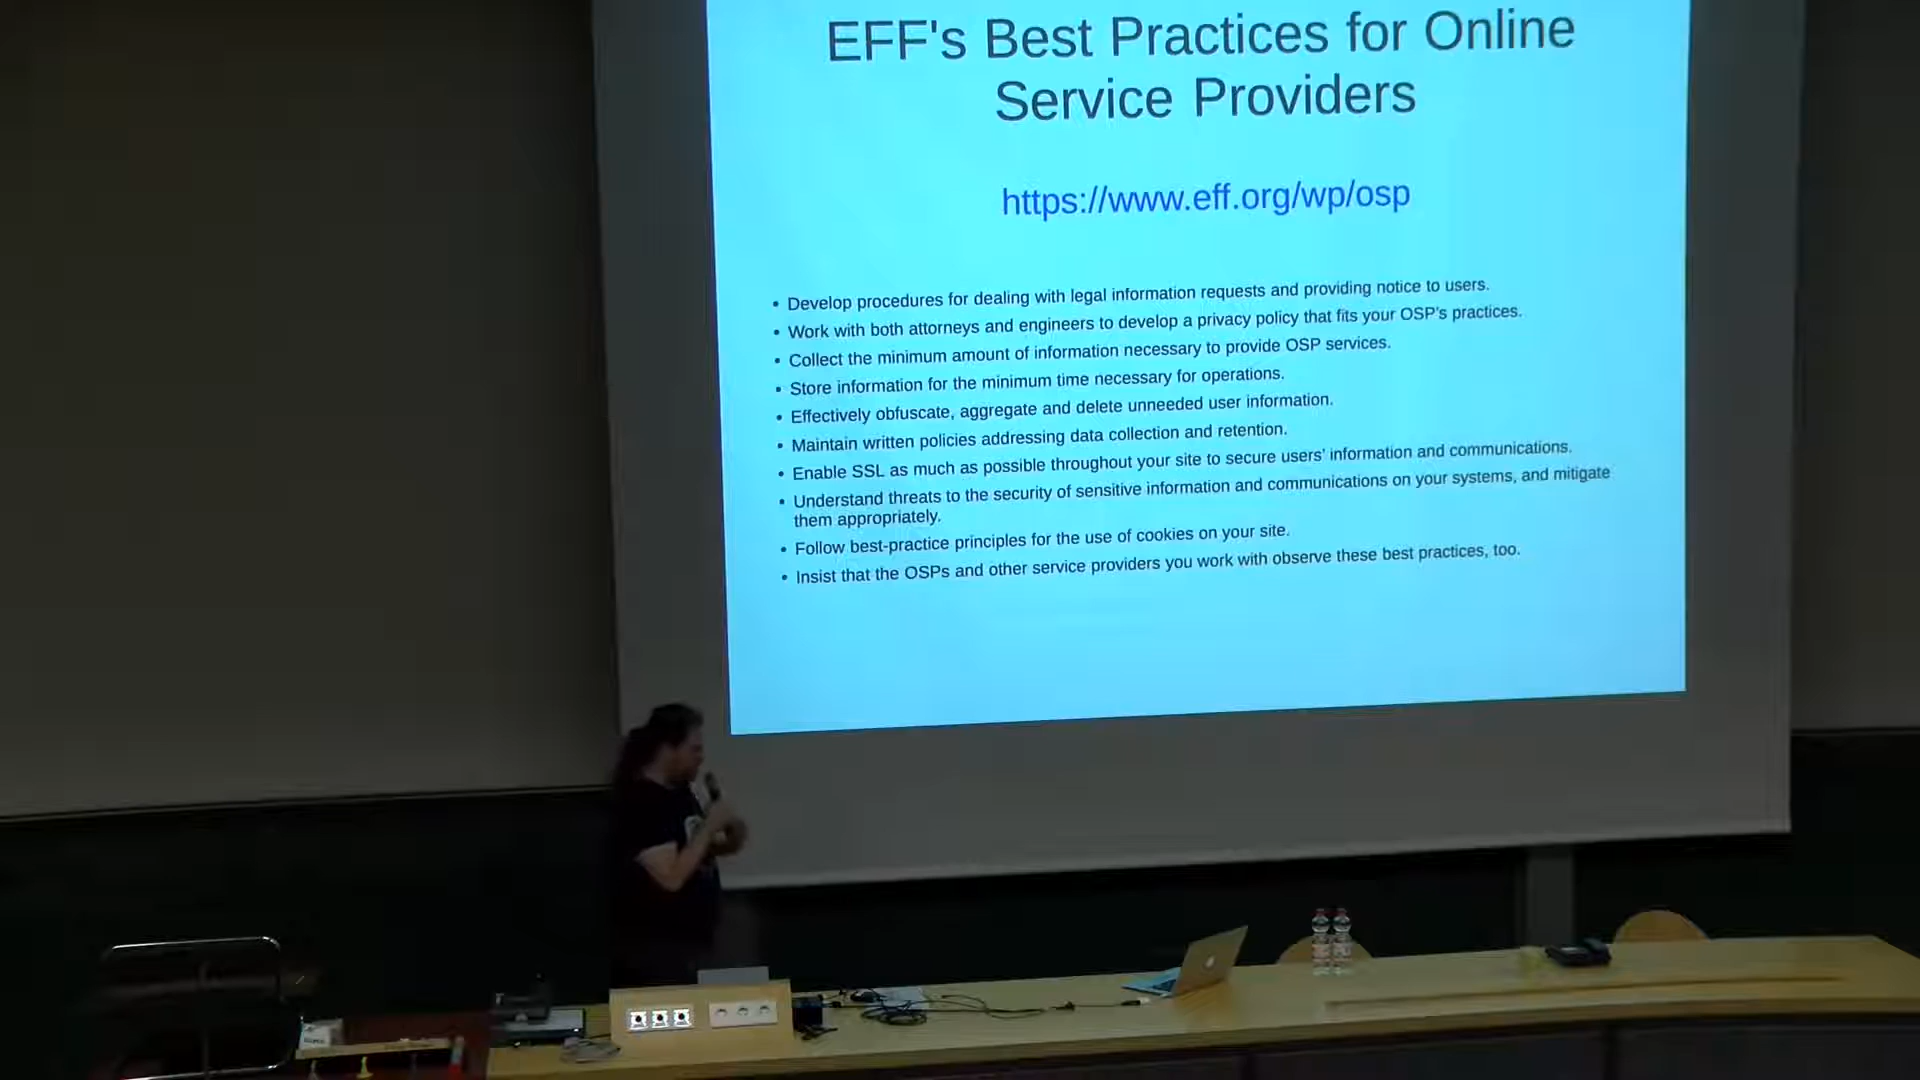 EFF's Best Practices for Online
Service Providers
https://www.eff.org/wp/osp
• Develop procedures for dealing with legal information requests and providing notice to users.
• Work with both attorneys and engineers to develop a privacy policy that fits your OSP's practices.
• Collect the minimum amount of information necessary to provide OSP services.
• Store information for the minimum time necessary for operations.
• Effectively obfuscate, aggregate and delete unneeded user information.
• Maintain written policies addressing data collection and retention.
• Enable SSL as much as possible throughout your site to secure users' information and communications.
• Understand threats to the security of sensitive information and communications on your systems, and mitigate
them appropriately.
• Follow best-practice principles for the use of cookies on your site.
• Insist that the OSPs and other service providers you work with observe these best practices, too.